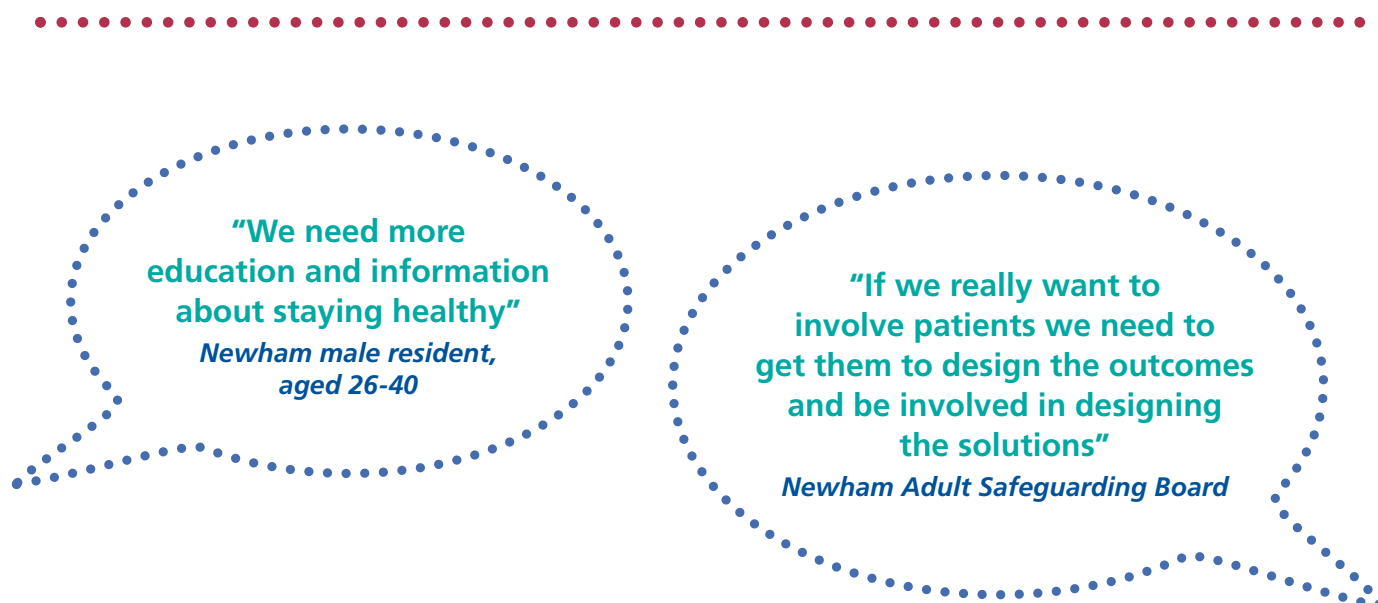 "We need more
education and information
about staying healthy"
Newham male resident,
aged 26-40
"If we really want to
involve patients we need to
get them to design the outcomes
and be involved in designing
the solutions"
Newham Adult Safeguarding Board